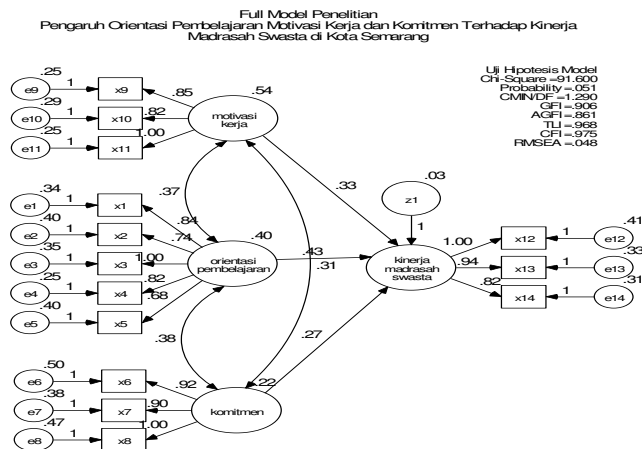 Full Model Penelitian
Pengaruh Orientasi Pembelajaran Motivasi Kerja dan Komitmen Terhadap Kinerja
Madrasah Swasta di Kota Semarang
Uji Hipotesis Model
Chi-Square =91.600
Probability =.051
CMIN/DF =1.290
GFI =.906
AGFI =.861
TLI =.968
CFI =.975
RMSEA =.048
.25
e9 1 x9
.29
e10 1 x10
.25
e11 1 x11
.85
.82
1.00
.54
motivasi
kerja
.37
.33
.03
z1
1
.34
e1 1 x1
.40
e2 1 x2
.35
e3 1 x3
.25
e4 1 x4
.40
e5 1 x5
.84
.74
1.00
.82
.68
.40
orientasi
pembelajaran
.43
.31
kinerja
madrasah
swasta
1.00
.94
.82
.41
x12 1 e12
.33
x13 1 e13
.31
x14 1 e14
.38
.27
.50
e6 1 x6
.38
e7 1 x7
.47
e8 1 x8
.92
.90
1.00
.22
komitmen